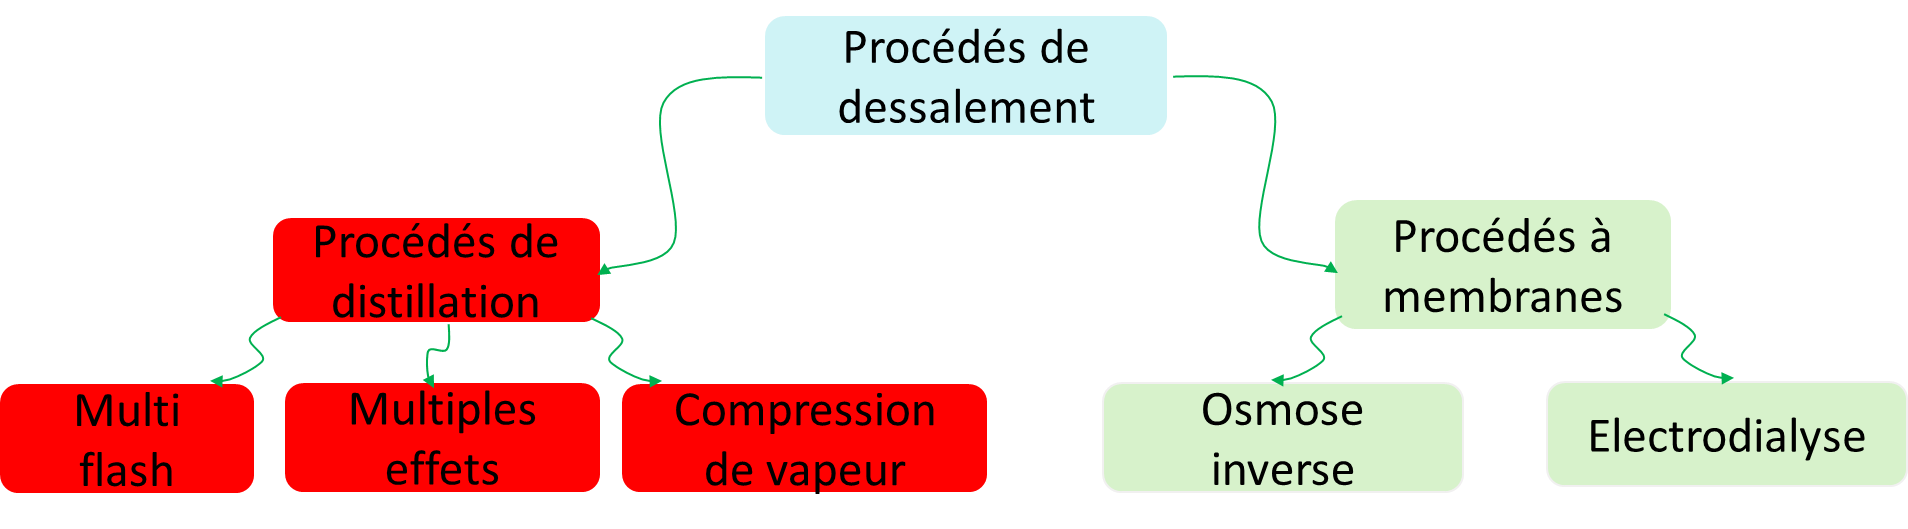 Procédés de
dessalement
Procédés de
distillation
Procédés à
membranes
Multi
flash
Multiples
effets
Compression
de vapeur
Osmose
inverse
Electrodialyse